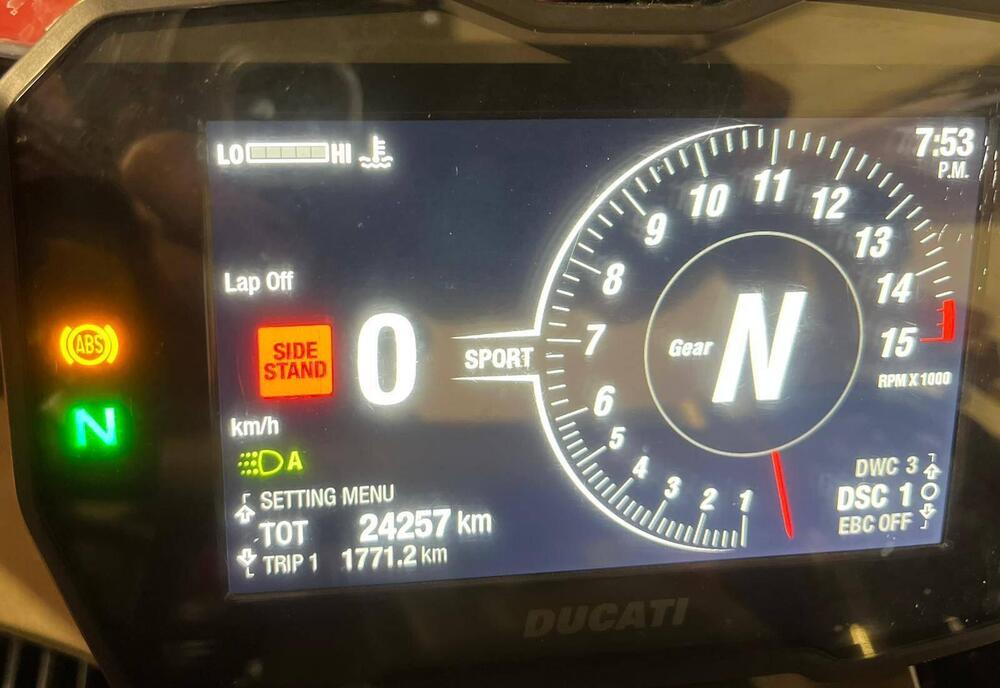 LO HI
7:53
P.M.
Lap Off
ABS
SIDE
STAND
0
N
km/h
A
SETTING MENU
TOT 24257 km
TRIP 1 1771.2 km
SPORT
Gear N
1
2
3
4
5
6
7
8
9
10
11
12
13
14
15
RPM X 1000
DWC 3
DSC 1
EBC OFF
DUCATI